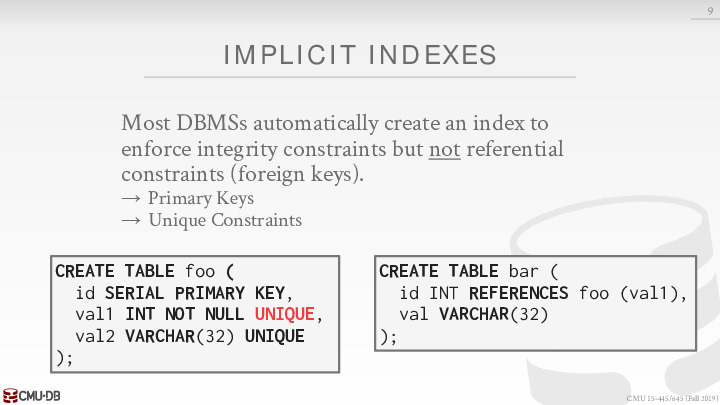 9
IMPLICIT INDEXES
Most DBMSs automatically create an index to
enforce integrity constraints but not referential
constraints (foreign keys).
→ Primary Keys
→ Unique Constraints
CREATE TABLE foo (
id SERIAL PRIMARY KEY,
val1 INT NOT NULL UNIQUE,
val2 VARCHAR(32) UNIQUE
);
CREATE TABLE bar (
id INT REFERENCES foo (val1),
val VARCHAR(32)
);
CMU·DB
CMU 15-445/645 (Fall 2019)